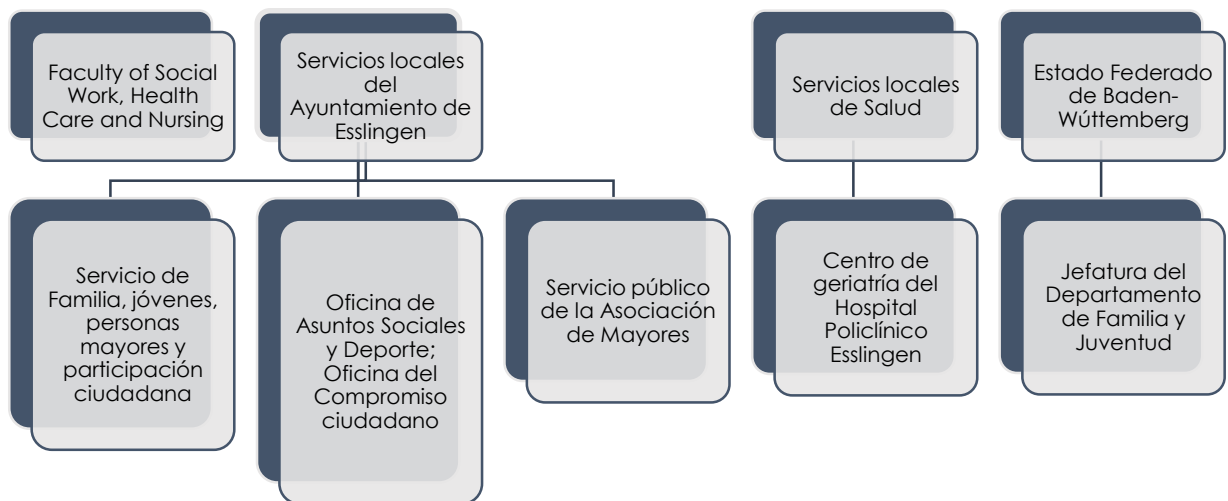 Faculty of Social
Work, Health
Care and Nursing
Servicios locales
del
Ayuntamiento de
Esslingen
Servicios locales
de Salud
Estado Federado
de Baden-
Wúttemberg
Servicio de
Familia, jóvenes,
personas
mayores y
participación
ciudadana
Oficina de
Asuntos Sociales
y Deporte;
Oficina del
Compromiso
ciudadano
Servicio público
de la Asociación
de Mayores
Centro de
geriatría del
Hospital
Policlínico
Esslingen
Jefatura del
Departamento
de Familia y
Juventud